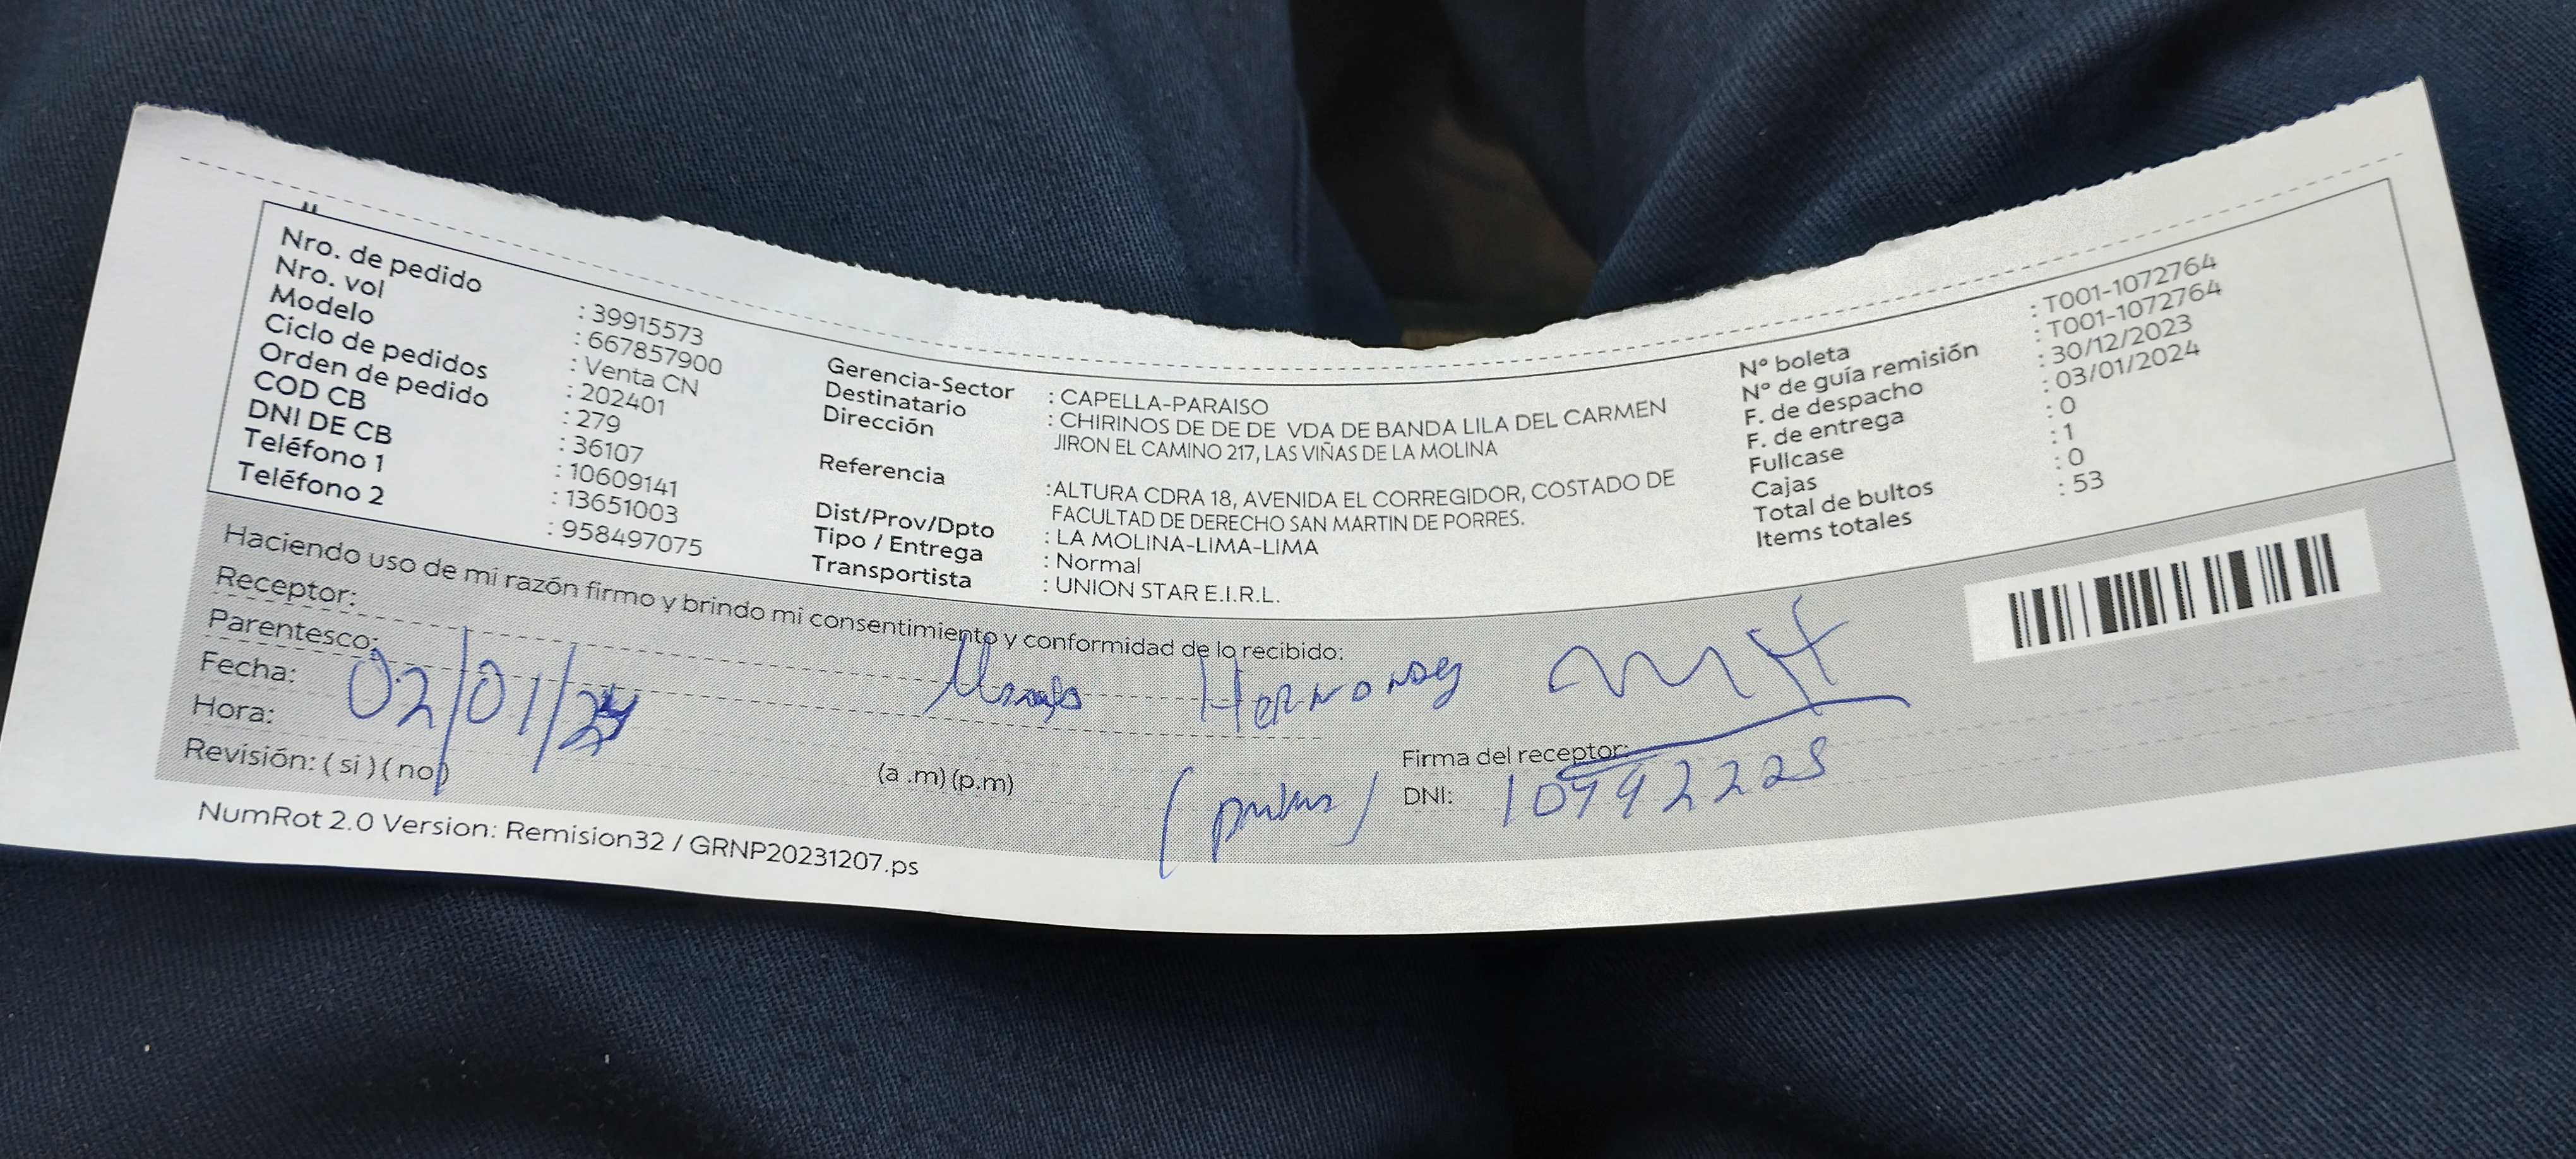 Nro. de pedido : 39915573
Nro. vol : 667857900
Modelo : Venta CN
Ciclo de pedidos : 202401
Orden de pedido : 279
COD CB : 36107
DNI DE CB : 10609141
Teléfono 1 : 13651003
Teléfono 2 : 958497075
Gerencia-Sector : CAPELLA-PARAISO
Destinatario : CHIRINOS DE DE DE VDA DE BANDA LILA DEL CARMEN
Dirección JIRON EL CAMINO 217, LAS VIÑAS DE LA MOLINA
Referencia :ALTURA CDRA 18, AVENIDA EL CORREGIDOR, COSTADO DE
FACULTAD DE DERECHO SAN MARTIN DE PORRES.
Dist/Prov/Dpto : LA MOLINA-LIMA-LIMA
Tipo / Entrega : Normal
Transportista : UNION STAR E.I.R.L.
N° boleta : T001-1072764
N° de guía remisión : T001-1072764
F. de despacho : 30/12/2023
F. de entrega : 03/01/2024
Fullcase : 0
Cajas : 1
Total de bultos : 0
Items totales : 53
Haciendo uso de mi razón firmo y brindo mi consentimiento y conformidad de lo recibido:
Receptor:
Parentesco:
Fecha: 02/01/24
Hora: (a .m) (p.m)
Revisión: ( si ) ( no )
Firma del receptor:
DNI:
NumRot 2.0 Version: Remision32 / GRNP20231207.ps